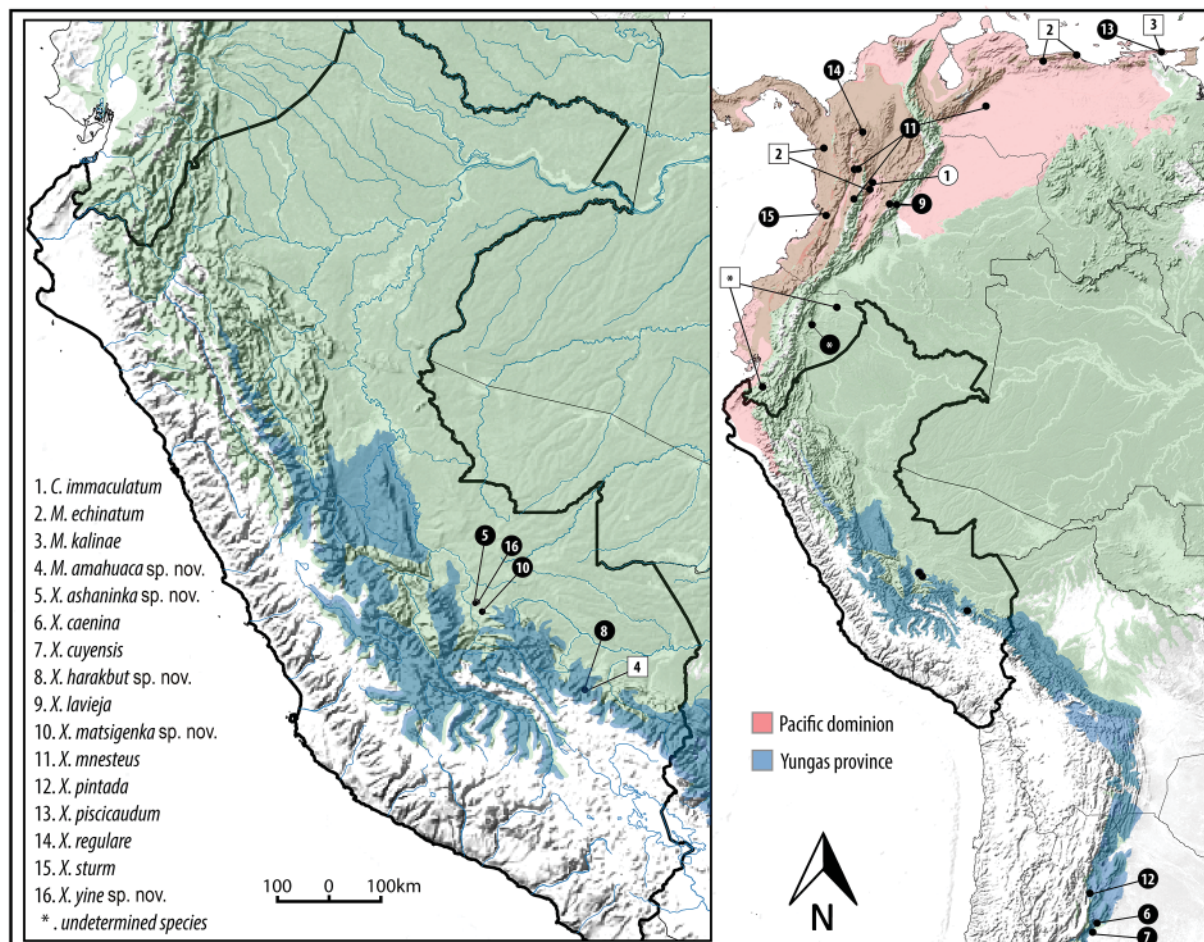 1. C. immaculatum
2. M. echinatum
3. M. kalinae
4. M. amahuaca sp. nov.
5. X. ashaninka sp. nov.
6. X. caenina
7. X. cuyensis
8. X. harakbut sp. nov.
9. X. lavieja
10. X. matsigenka sp. nov.
11. X. mnesteus
12. X. pintada
13. X. piscicaudum
14. X. regulare
15. X. sturm
16. X. yine sp. nov.
* . undetermined species
100 0 100km
5
16
10
8
4
2
13
3
14
11
2
1
15
9
*
*
Pacific dominion
Yungas province
N
12
6
7